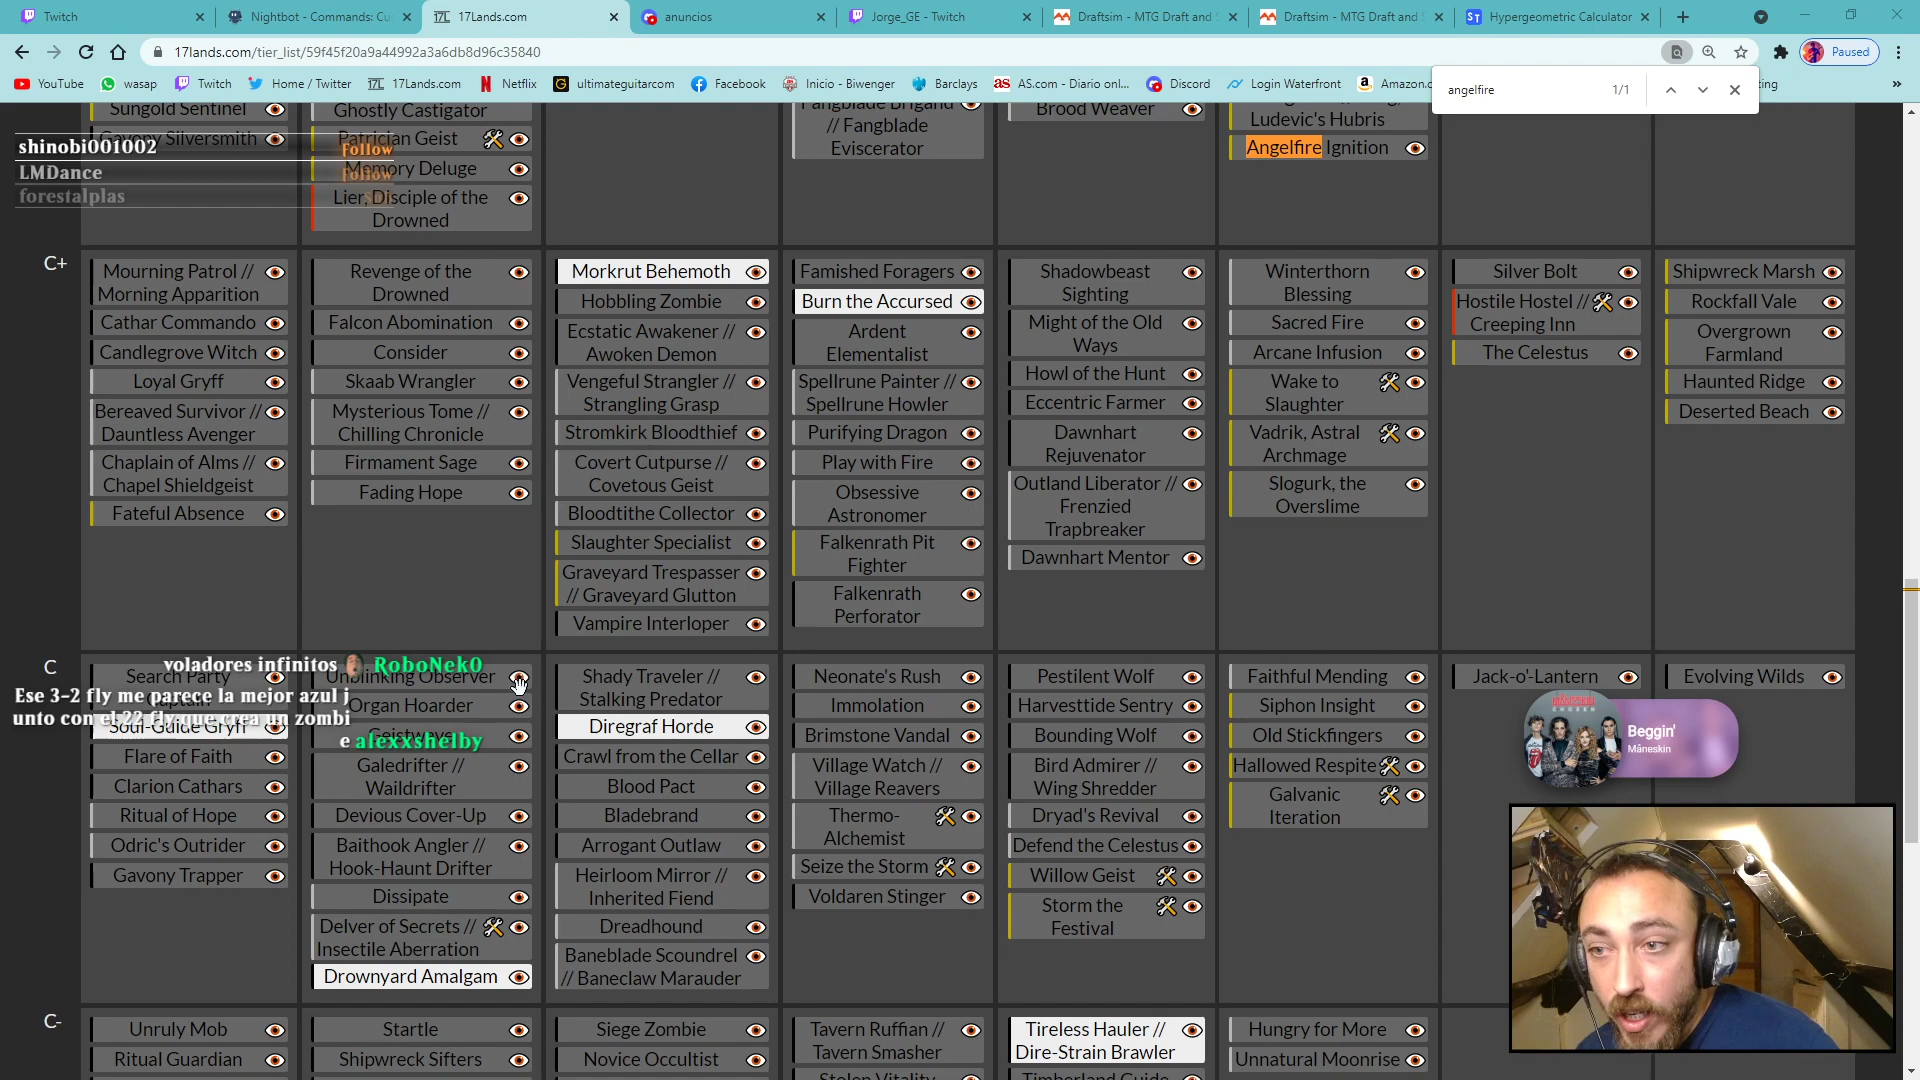 Twitch
Nightbot - Commands: Cu
17Lands.com
anuncios
Jorge_GE - Twitch
Draftsim - MTG Draft and
Draftsim - MTG Draft and
Hypergeometric Calculator
17lands.com/tier_list/59f45f20a9a44992a3a6db8d96c35840
Paused
YouTube
wasap
Twitch
Home / Twitter
17Lands.com
Netflix
ultimateguitarcom
Facebook
Inicio - Biwenger
Barclays
AS.com - Diario onl...
Discord
Login Waterfront
Amazon.c
angelfire 1/1
Sungold Sentinel
Gavony Silversmith
shinobi001002 Follow
LMDance Follow
forestalplas
Ghostly Castigator
Patrician Geist
Memory Deluge
Lier, Disciple of the
Drowned
Fangblade Brigand
// Fangblade
Eviscerator
Brood Weaver
Ludevic's Hubris
Angelfire Ignition
C+
Mourning Patrol //
Morning Apparition
Cathar Commando
Candlegrove Witch
Loyal Gryff
Bereaved Survivor //
Dauntless Avenger
Chaplain of Alms //
Chapel Shieldgeist
Fateful Absence
Revenge of the
Drowned
Falcon Abomination
Consider
Skaab Wrangler
Mysterious Tome //
Chilling Chronicle
Firmament Sage
Fading Hope
Morkrut Behemoth
Hobbling Zombie
Ecstatic Awakener //
Awoken Demon
Vengeful Strangler //
Strangling Grasp
Stromkirk Bloodthief
Covert Cutpurse //
Covetous Geist
Bloodtithe Collector
Slaughter Specialist
Graveyard Trespasser
// Graveyard Glutton
Vampire Interloper
Famished Foragers
Burn the Accursed
Ardent
Elementalist
Spellrune Painter //
Spellrune Howler
Purifying Dragon
Play with Fire
Obsessive
Astronomer
Falkenrath Pit
Fighter
Falkenrath
Perforator
Shadowbeast
Sighting
Might of the Old
Ways
Howl of the Hunt
Eccentric Farmer
Dawnhart
Rejuvenator
Outland Liberator //
Frenzied
Trapbreaker
Dawnhart Mentor
Winterthorn
Blessing
Sacred Fire
Arcane Infusion
Wake to
Slaughter
Vadrik, Astral
Archmage
Slogurk, the
Overslime
Silver Bolt
Hostile Hostel //
Creeping Inn
The Celestus
Shipwreck Marsh
Rockfall Vale
Overgrown
Farmland
Haunted Ridge
Deserted Beach
C
voladores infinitos RoboNek0
Ese 3-2 fly me parece la mejor azul j
unto con el 22 fly que crea un zombi
e alexxshelby
Search Party
Captain
Soul-Guide Gryff
Flare of Faith
Clarion Cathars
Ritual of Hope
Odric's Outrider
Gavony Trapper
Unblinking Observer
Organ Hoarder
Geistwave
Galedrifter //
Waildrifter
Devious Cover-Up
Baithook Angler //
Hook-Haunt Drifter
Dissipate
Delver of Secrets //
Insectile Aberration
Drownyard Amalgam
Shady Traveler //
Stalking Predator
Diregraf Horde
Crawl from the Cellar
Blood Pact
Bladebrand
Arrogant Outlaw
Heirloom Mirror //
Inherited Fiend
Dreadhound
Baneblade Scoundrel
// Baneclaw Marauder
Neonate's Rush
Immolation
Brimstone Vandal
Village Watch //
Village Reavers
Thermo-
Alchemist
Seize the Storm
Voldaren Stinger
Pestilent Wolf
Harvesttide Sentry
Bounding Wolf
Bird Admirer //
Wing Shredder
Dryad's Revival
Defend the Celestus
Willow Geist
Storm the
Festival
Faithful Mending
Siphon Insight
Old Stickfingers
Hallowed Respite
Galvanic
Iteration
Jack-o'-Lantern
Evolving Wilds
Beggin'
Måneskin
C-
Unruly Mob
Ritual Guardian
Startle
Shipwreck Sifters
Siege Zombie
Novice Occultist
Tavern Ruffian //
Tavern Smasher
Stolen Vitality
Tireless Hauler //
Dire-Strain Brawler
Timberland Guide
Hungry for More
Unnatural Moonrise